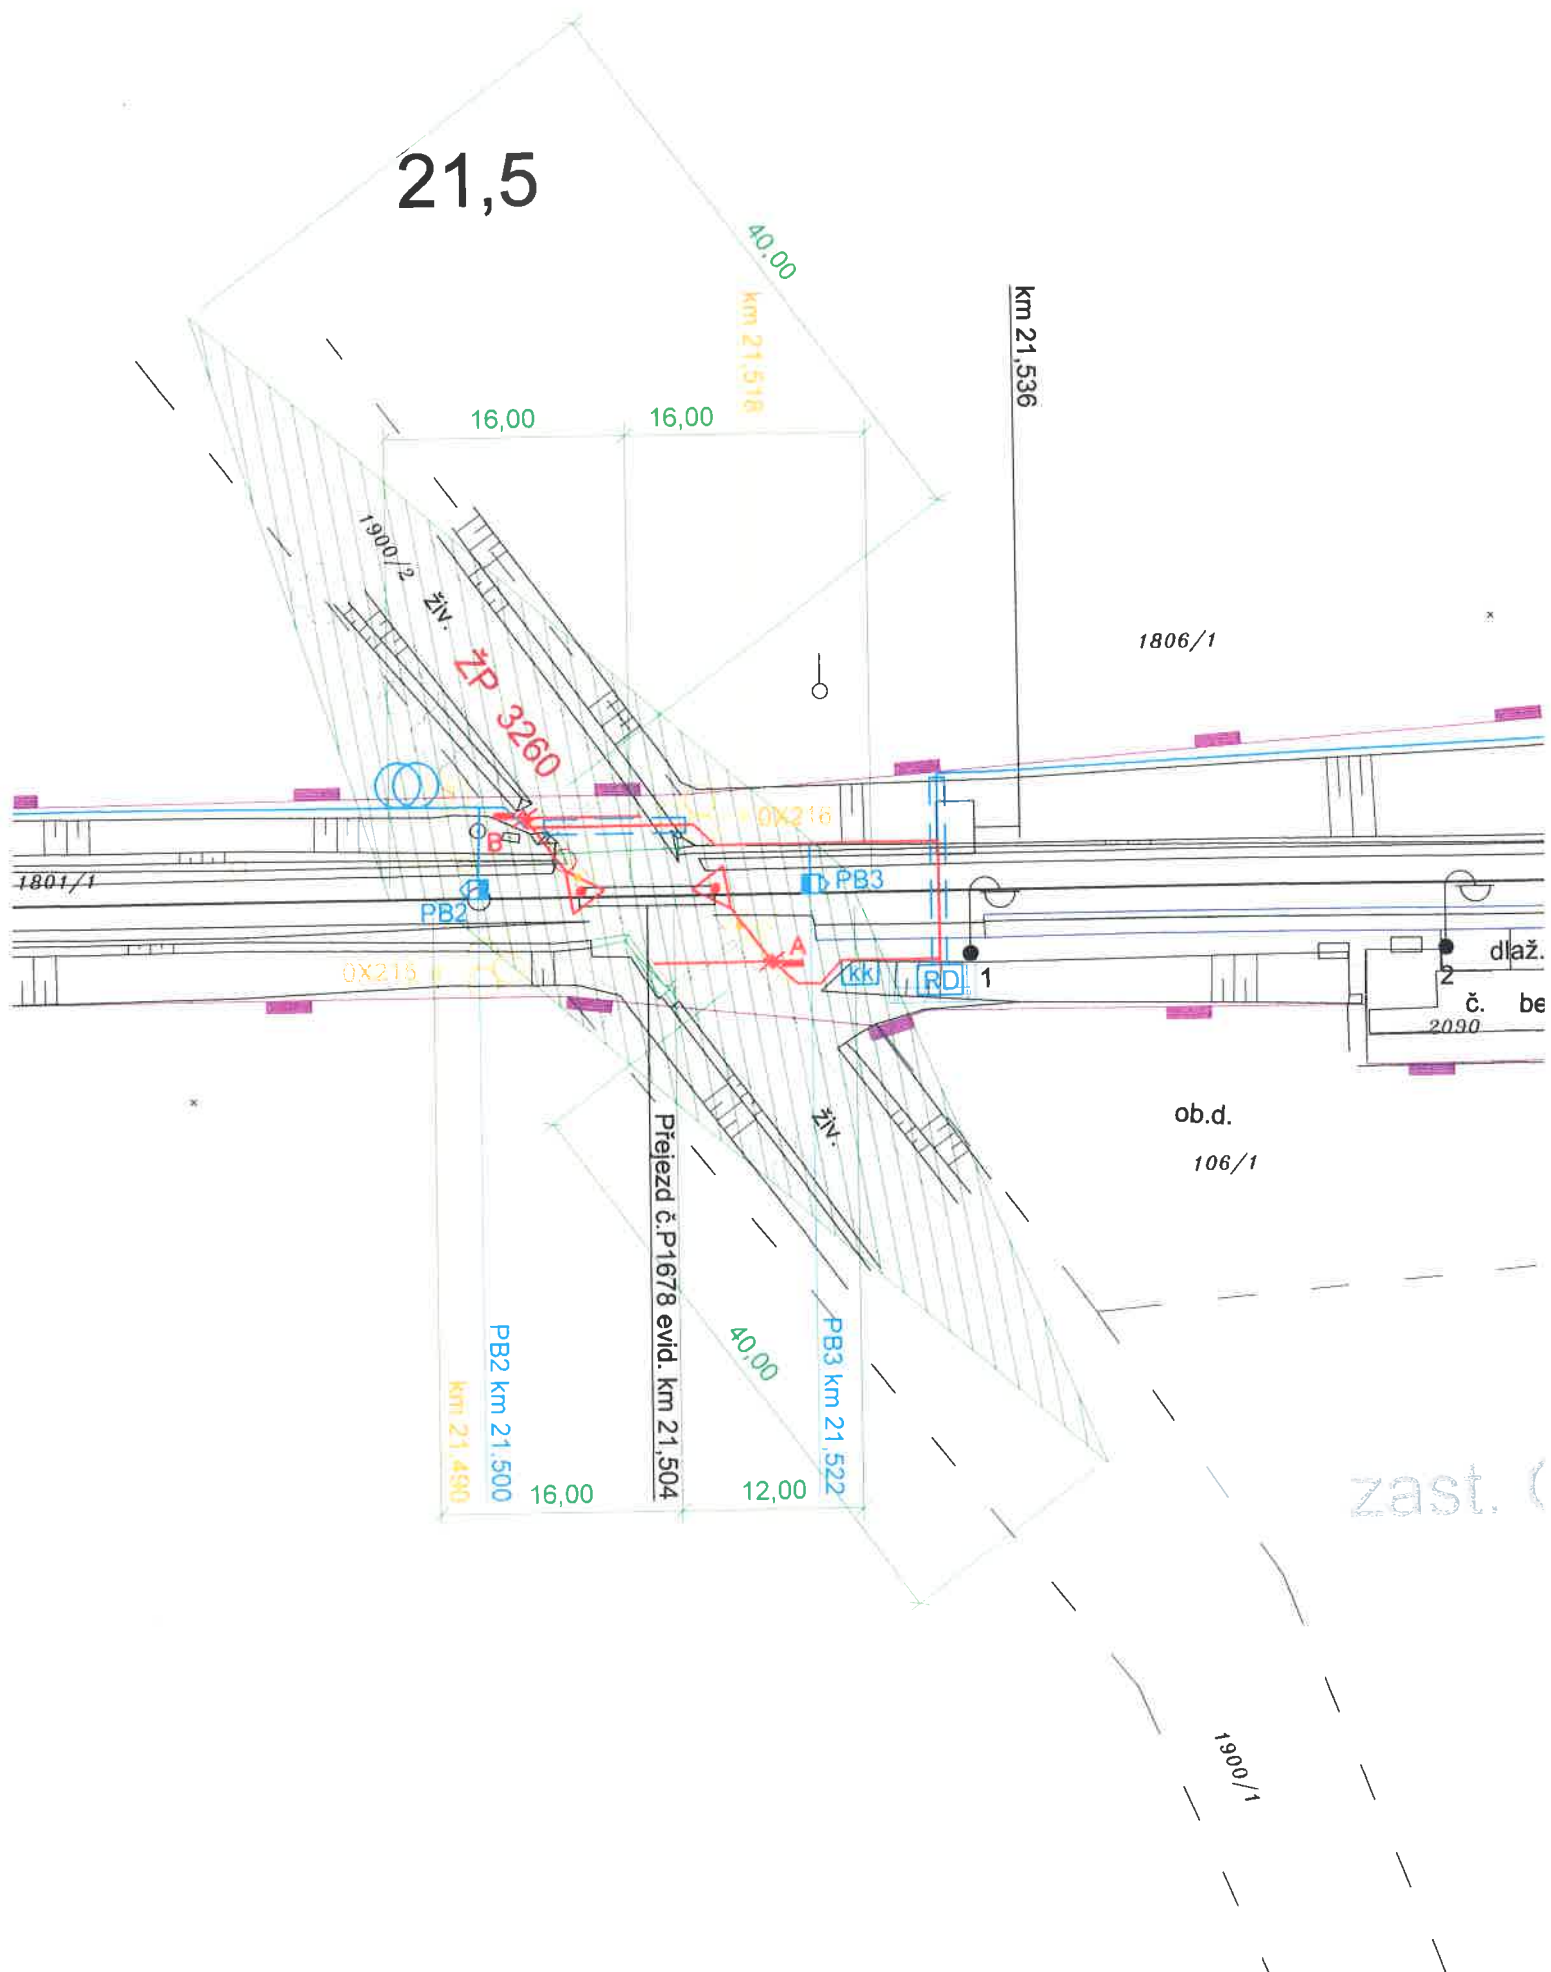 21,5
40,00
km 21,518
km 21,536
16,00
16,00
1900/2
živ.
1806/1
ŽP 3260
0X216
B
1801/1
PB2
PB3
A
0X215
kk
RD
1
2
dlaž.
č. be
2090
ob.d.
106/1
živ.
Přejezd č.P1678 evid. km 21,504
40,00
PB3 km 21,522
PB2 km 21,500
km 21,490
16,00
12,00
zast.
1900/1